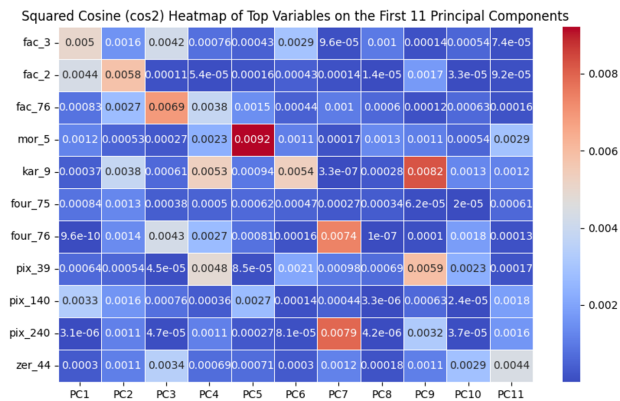 Squared Cosine (cos2) Heatmap of Top Variables on the First 11 Principal Components
fac_3 0.005 0.0016 0.0042 0.00076 0.00043 0.0029 9.6e-05 0.001 0.00014 0.00054 7.4e-05
fac_2 0.0044 0.0058 0.00011 5.4e-05 0.00016 0.00043 0.00014 1.4e-05 0.0017 3.3e-05 9.2e-05
fac_76 0.00083 0.0027 0.0069 0.0038 0.0015 0.00044 0.001 0.0006 0.00012 0.00063 0.00016
mor_5 0.0012 0.00053 0.00027 0.0023 0.0092 0.0011 0.00017 0.0013 0.0011 0.00054 0.0029
kar_9 0.00037 0.0038 0.00061 0.0053 0.00094 0.0054 3.3e-07 0.00028 0.0082 0.0013 0.0012
four_75 0.00084 0.0013 0.00038 0.0005 0.00062 0.00047 0.00027 0.00034 6.2e-05 2e-05 0.00061
four_76 9.6e-10 0.0014 0.0043 0.0027 0.00081 0.00016 0.0074 1e-07 0.0001 0.0018 0.00013
pix_39 0.00064 0.00054 4.5e-05 0.0048 8.5e-05 0.0021 0.00098 0.00069 0.0059 0.0023 0.00017
pix_140 0.0033 0.0016 0.00076 0.00036 0.0027 0.00014 0.00044 3.3e-06 0.00063 2.4e-05 0.0018
pix_240 3.1e-06 0.0011 4.7e-05 0.0011 0.00027 8.1e-05 0.0079 4.2e-06 0.0032 3.7e-05 0.0016
zer_44 0.0003 0.0011 0.0034 0.00069 0.00071 0.0003 0.0012 0.00018 0.0011 0.0029 0.0044
PC1 PC2 PC3 PC4 PC5 PC6 PC7 PC8 PC9 PC10 PC11
0.008
0.006
0.004
0.002